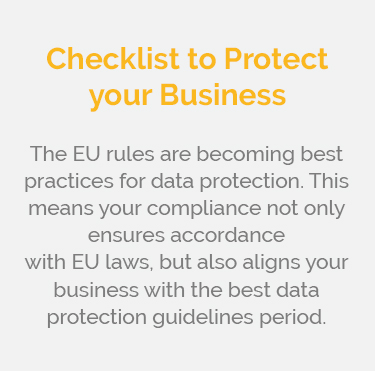 Checklist to Protect
your Business
The EU rules are becoming best
practices for data protection. This
means your compliance not only
ensures accordance
with EU laws, but also aligns your
business with the best data
protection guidelines period.